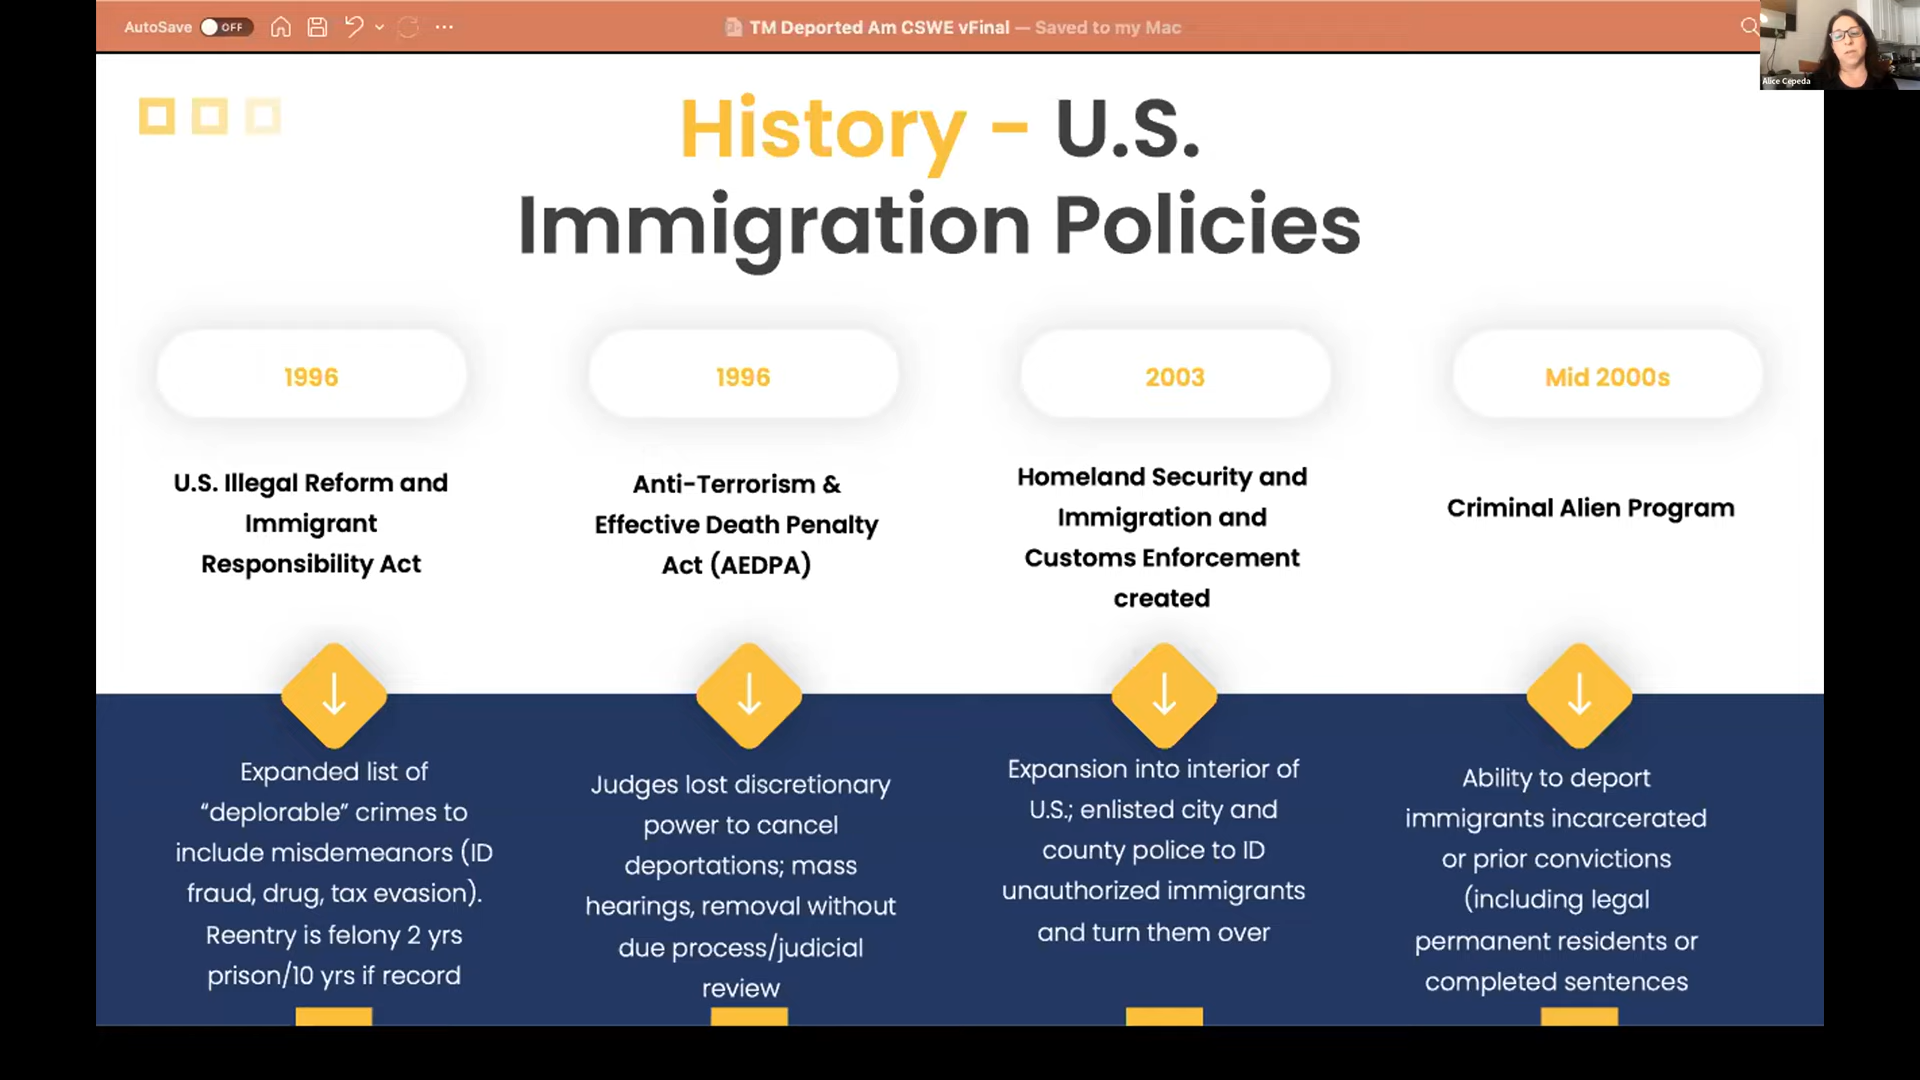 AutoSave OFF
TM Deported Am CSWE vFinal — Saved to my Mac
Alice Cepeda
History - U.S.
Immigration Policies
1996
U.S. Illegal Reform and
Immigrant
Responsibility Act
Expanded list of
“deplorable” crimes to
include misdemeanors (ID
fraud, drug, tax evasion).
Reentry is felony 2 yrs
prison/10 yrs if record
1996
Anti-Terrorism &
Effective Death Penalty
Act (AEDPA)
Judges lost discretionary
power to cancel
deportations; mass
hearings, removal without
due process/judicial
review
2003
Homeland Security and
Immigration and
Customs Enforcement
created
Expansion into interior of
U.S.; enlisted city and
county police to ID
unauthorized immigrants
and turn them over
Mid 2000s
Criminal Alien Program
Ability to deport
immigrants incarcerated
or prior convictions
(including legal
permanent residents or
completed sentences